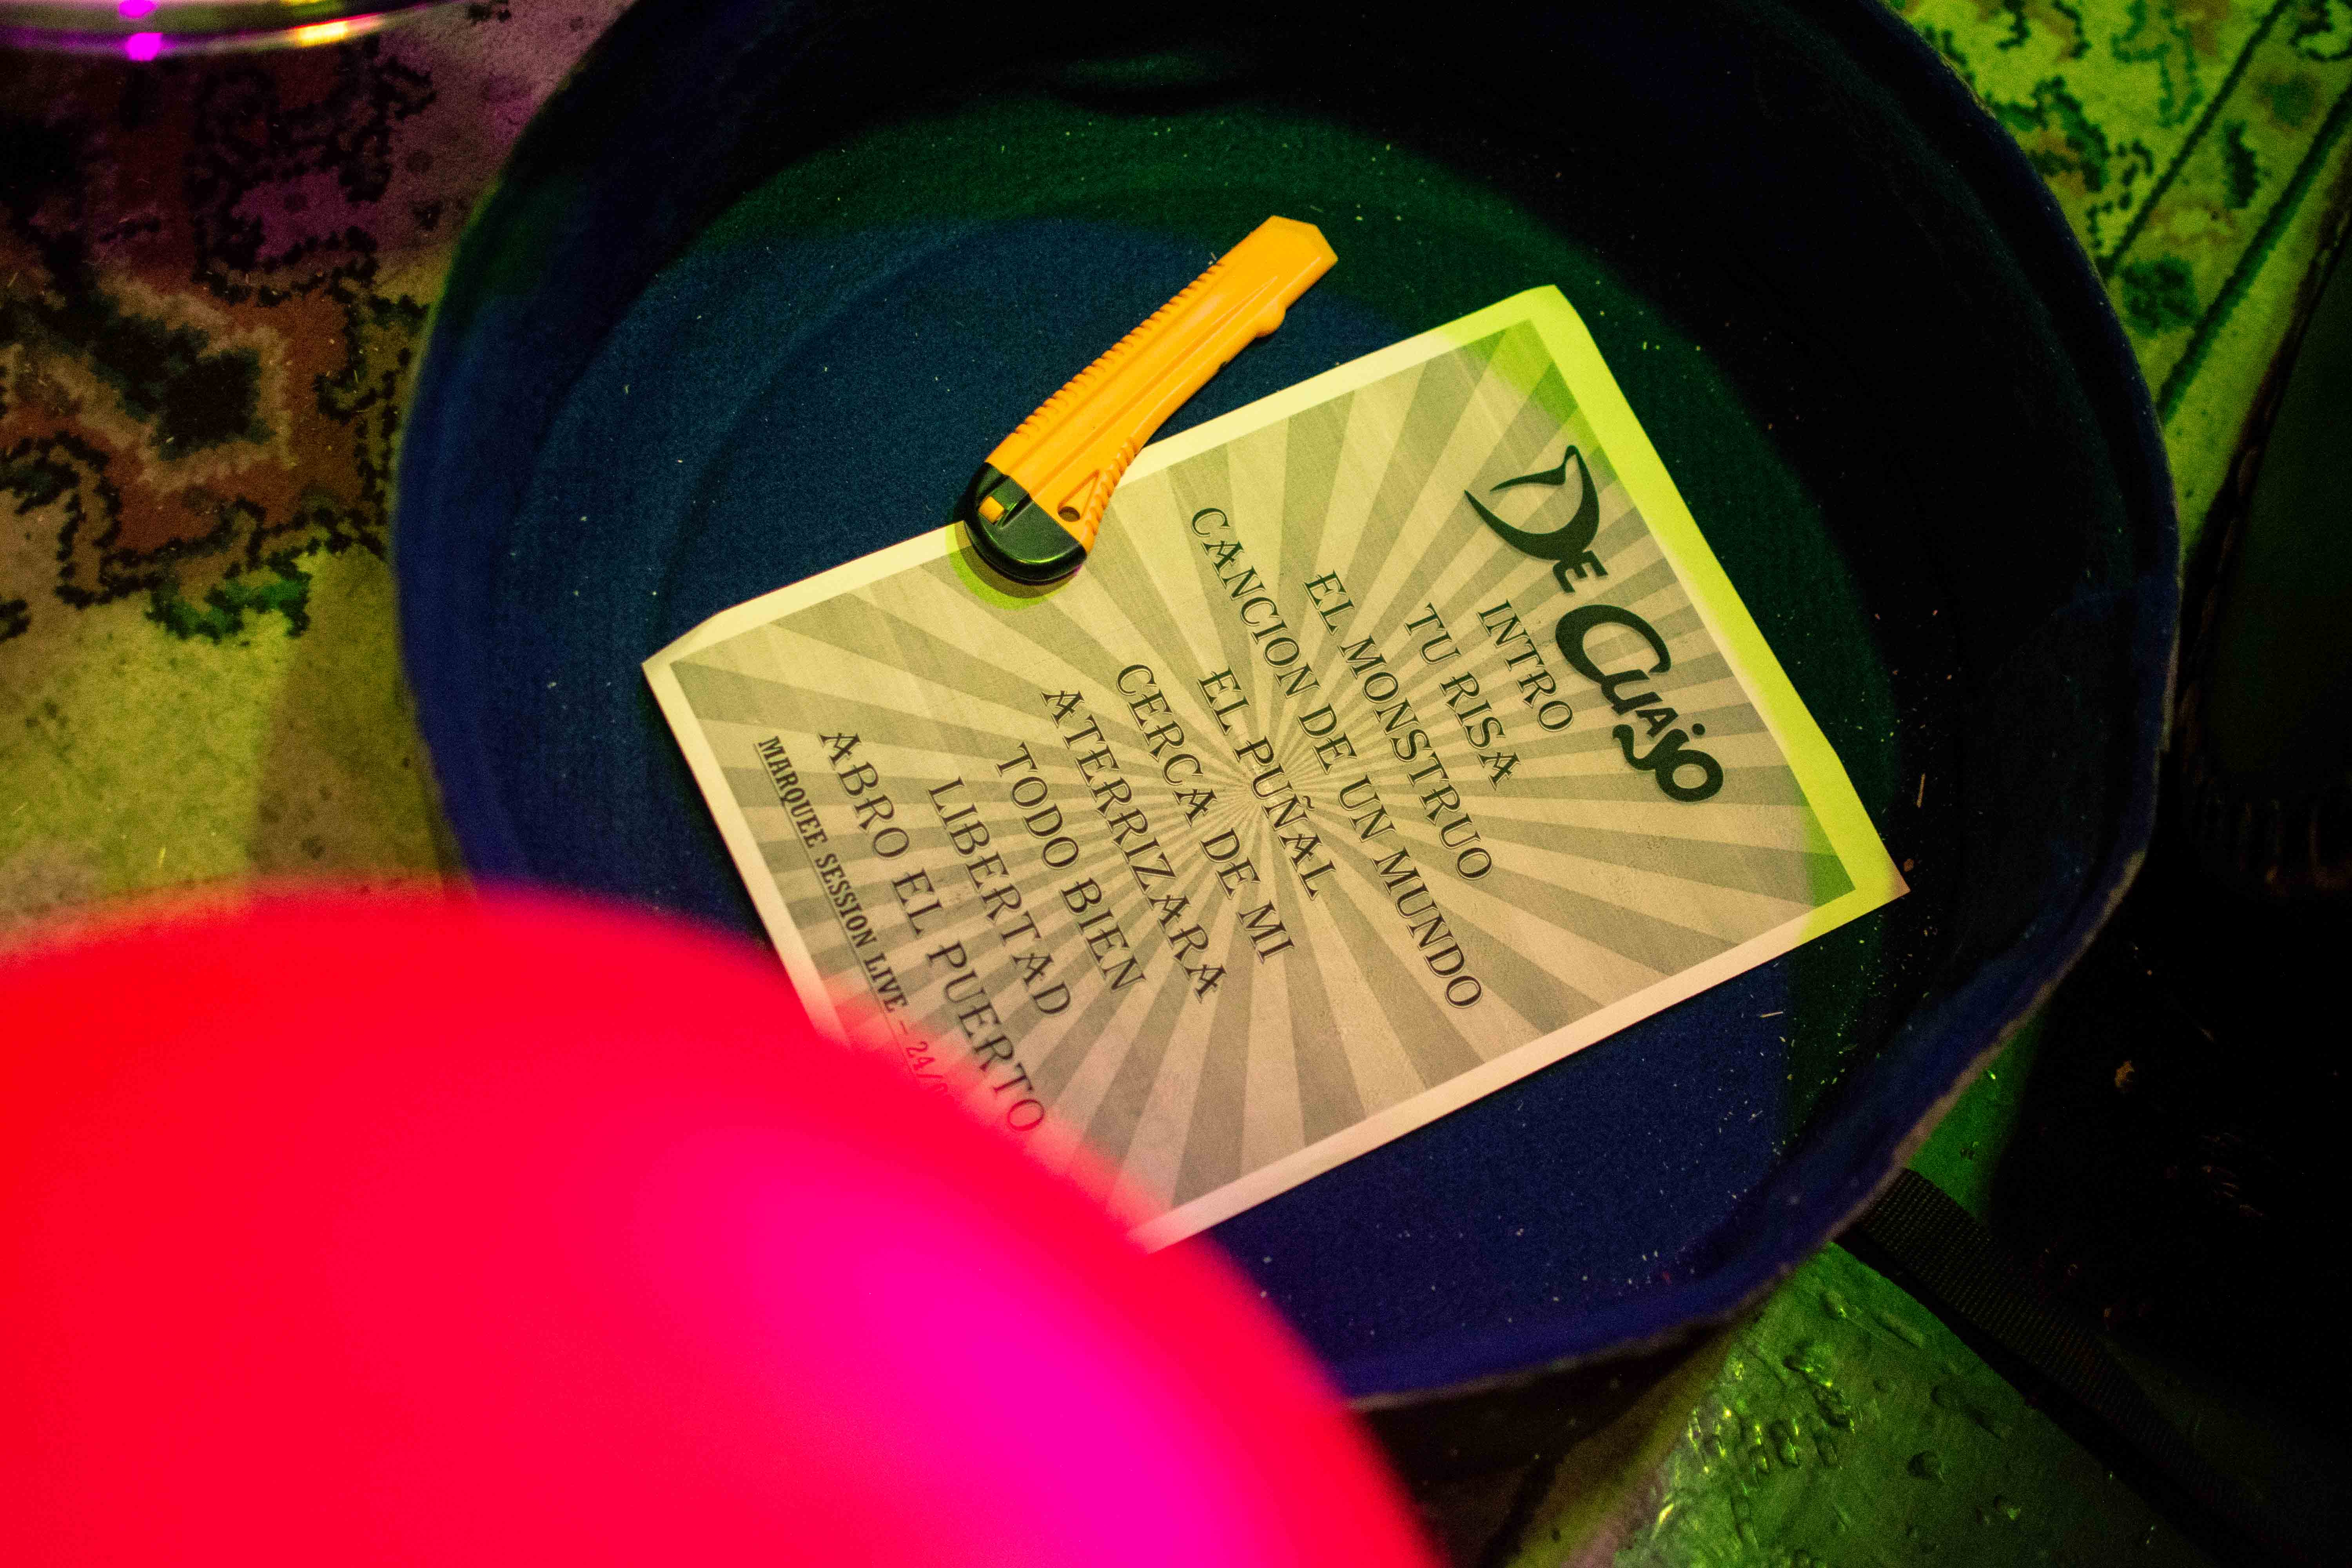 DE CUAJO
INTRO
TU RISA
EL MONSTRUO
CANCION DE UN MUNDO
EL PUÑAL
CERCA DE MI
ATERRIZARA
TODO BIEN
LIBERTAD
ABRO EL PUERTO
MARQUEE SESSION LIVE - 24/